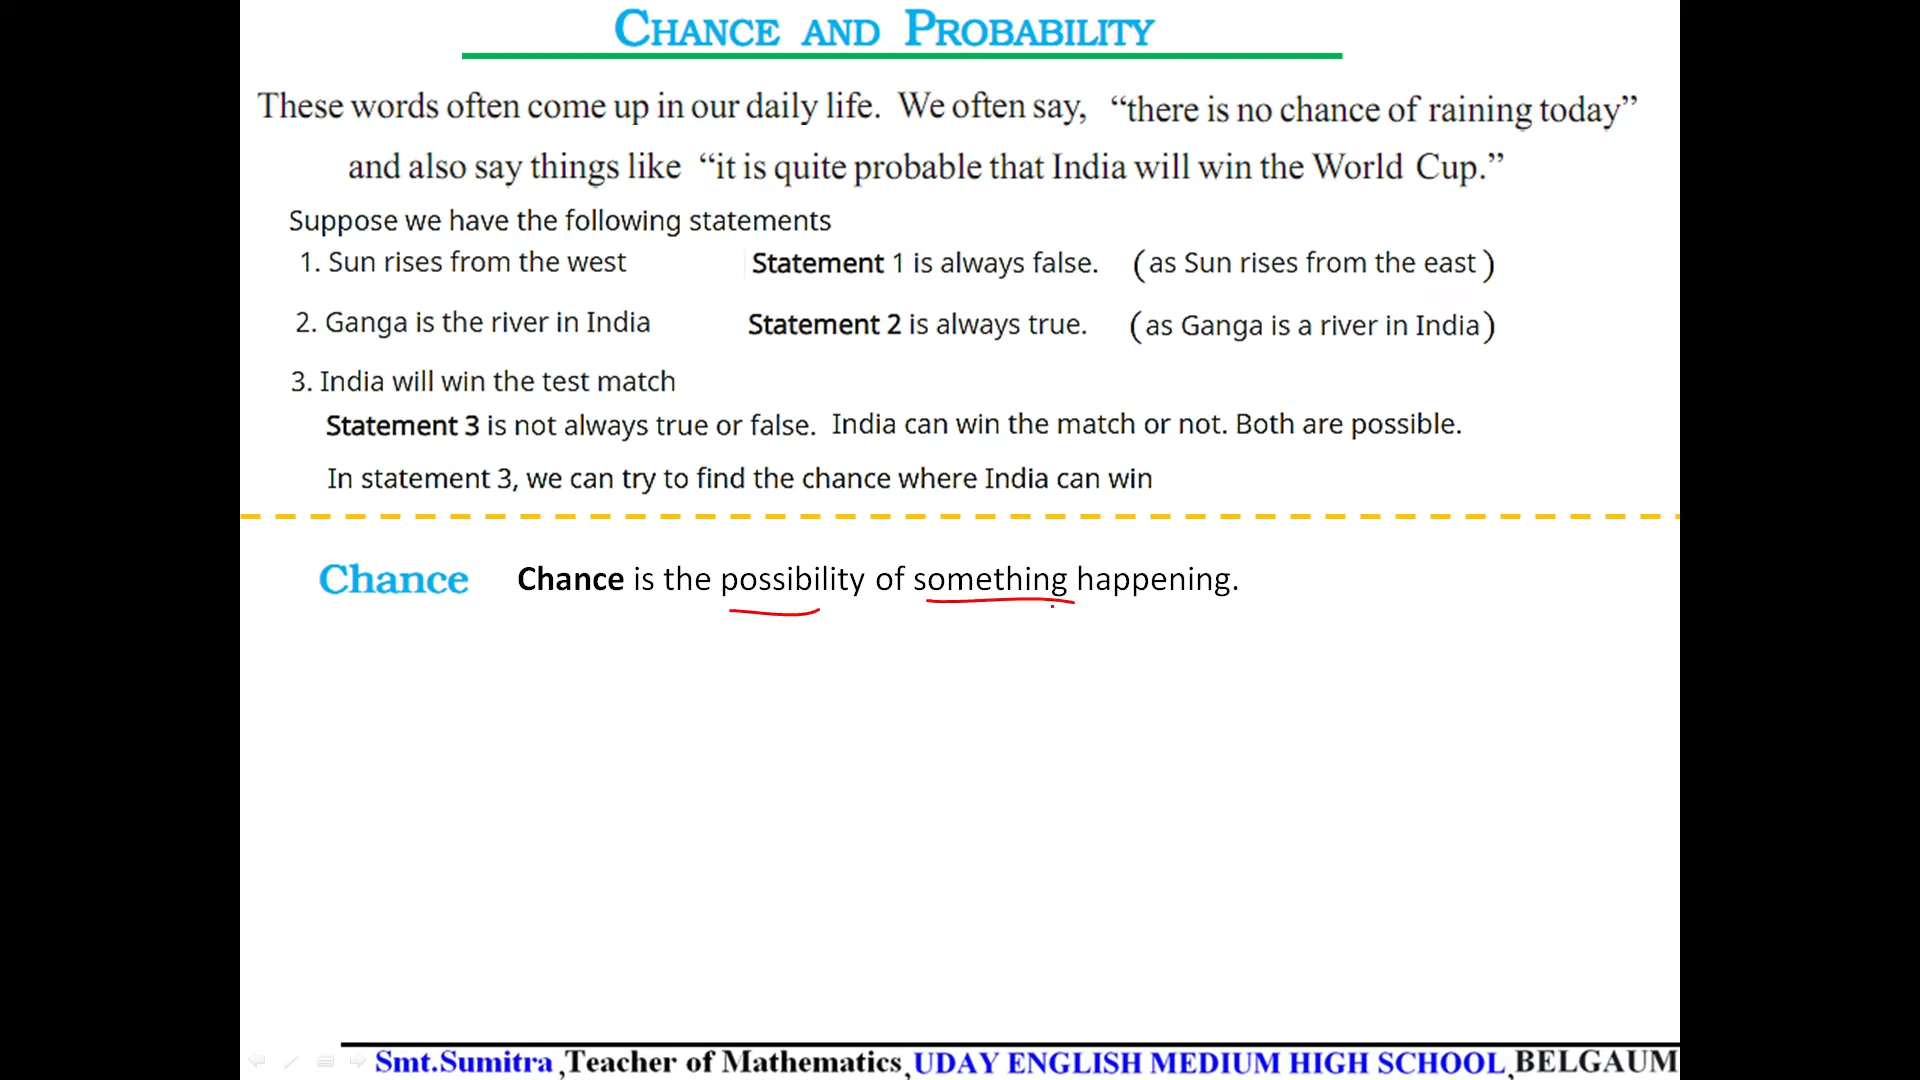 CHANCE AND PROBABILITY
These words often come up in our daily life. We often say, “there is no chance of raining today”
and also say things like “it is quite probable that India will win the World Cup.”
Suppose we have the following statements
1. Sun rises from the west Statement 1 is always false. (as Sun rises from the east)
2. Ganga is the river in India Statement 2 is always true. (as Ganga is a river in India)
3. India will win the test match
Statement 3 is not always true or false. India can win the match or not. Both are possible.
In statement 3, we can try to find the chance where India can win
Chance Chance is the possibility of something happening.
Smt.Sumitra ,Teacher of Mathematics, UDAY ENGLISH MEDIUM HIGH SCHOOL, BELGAUM